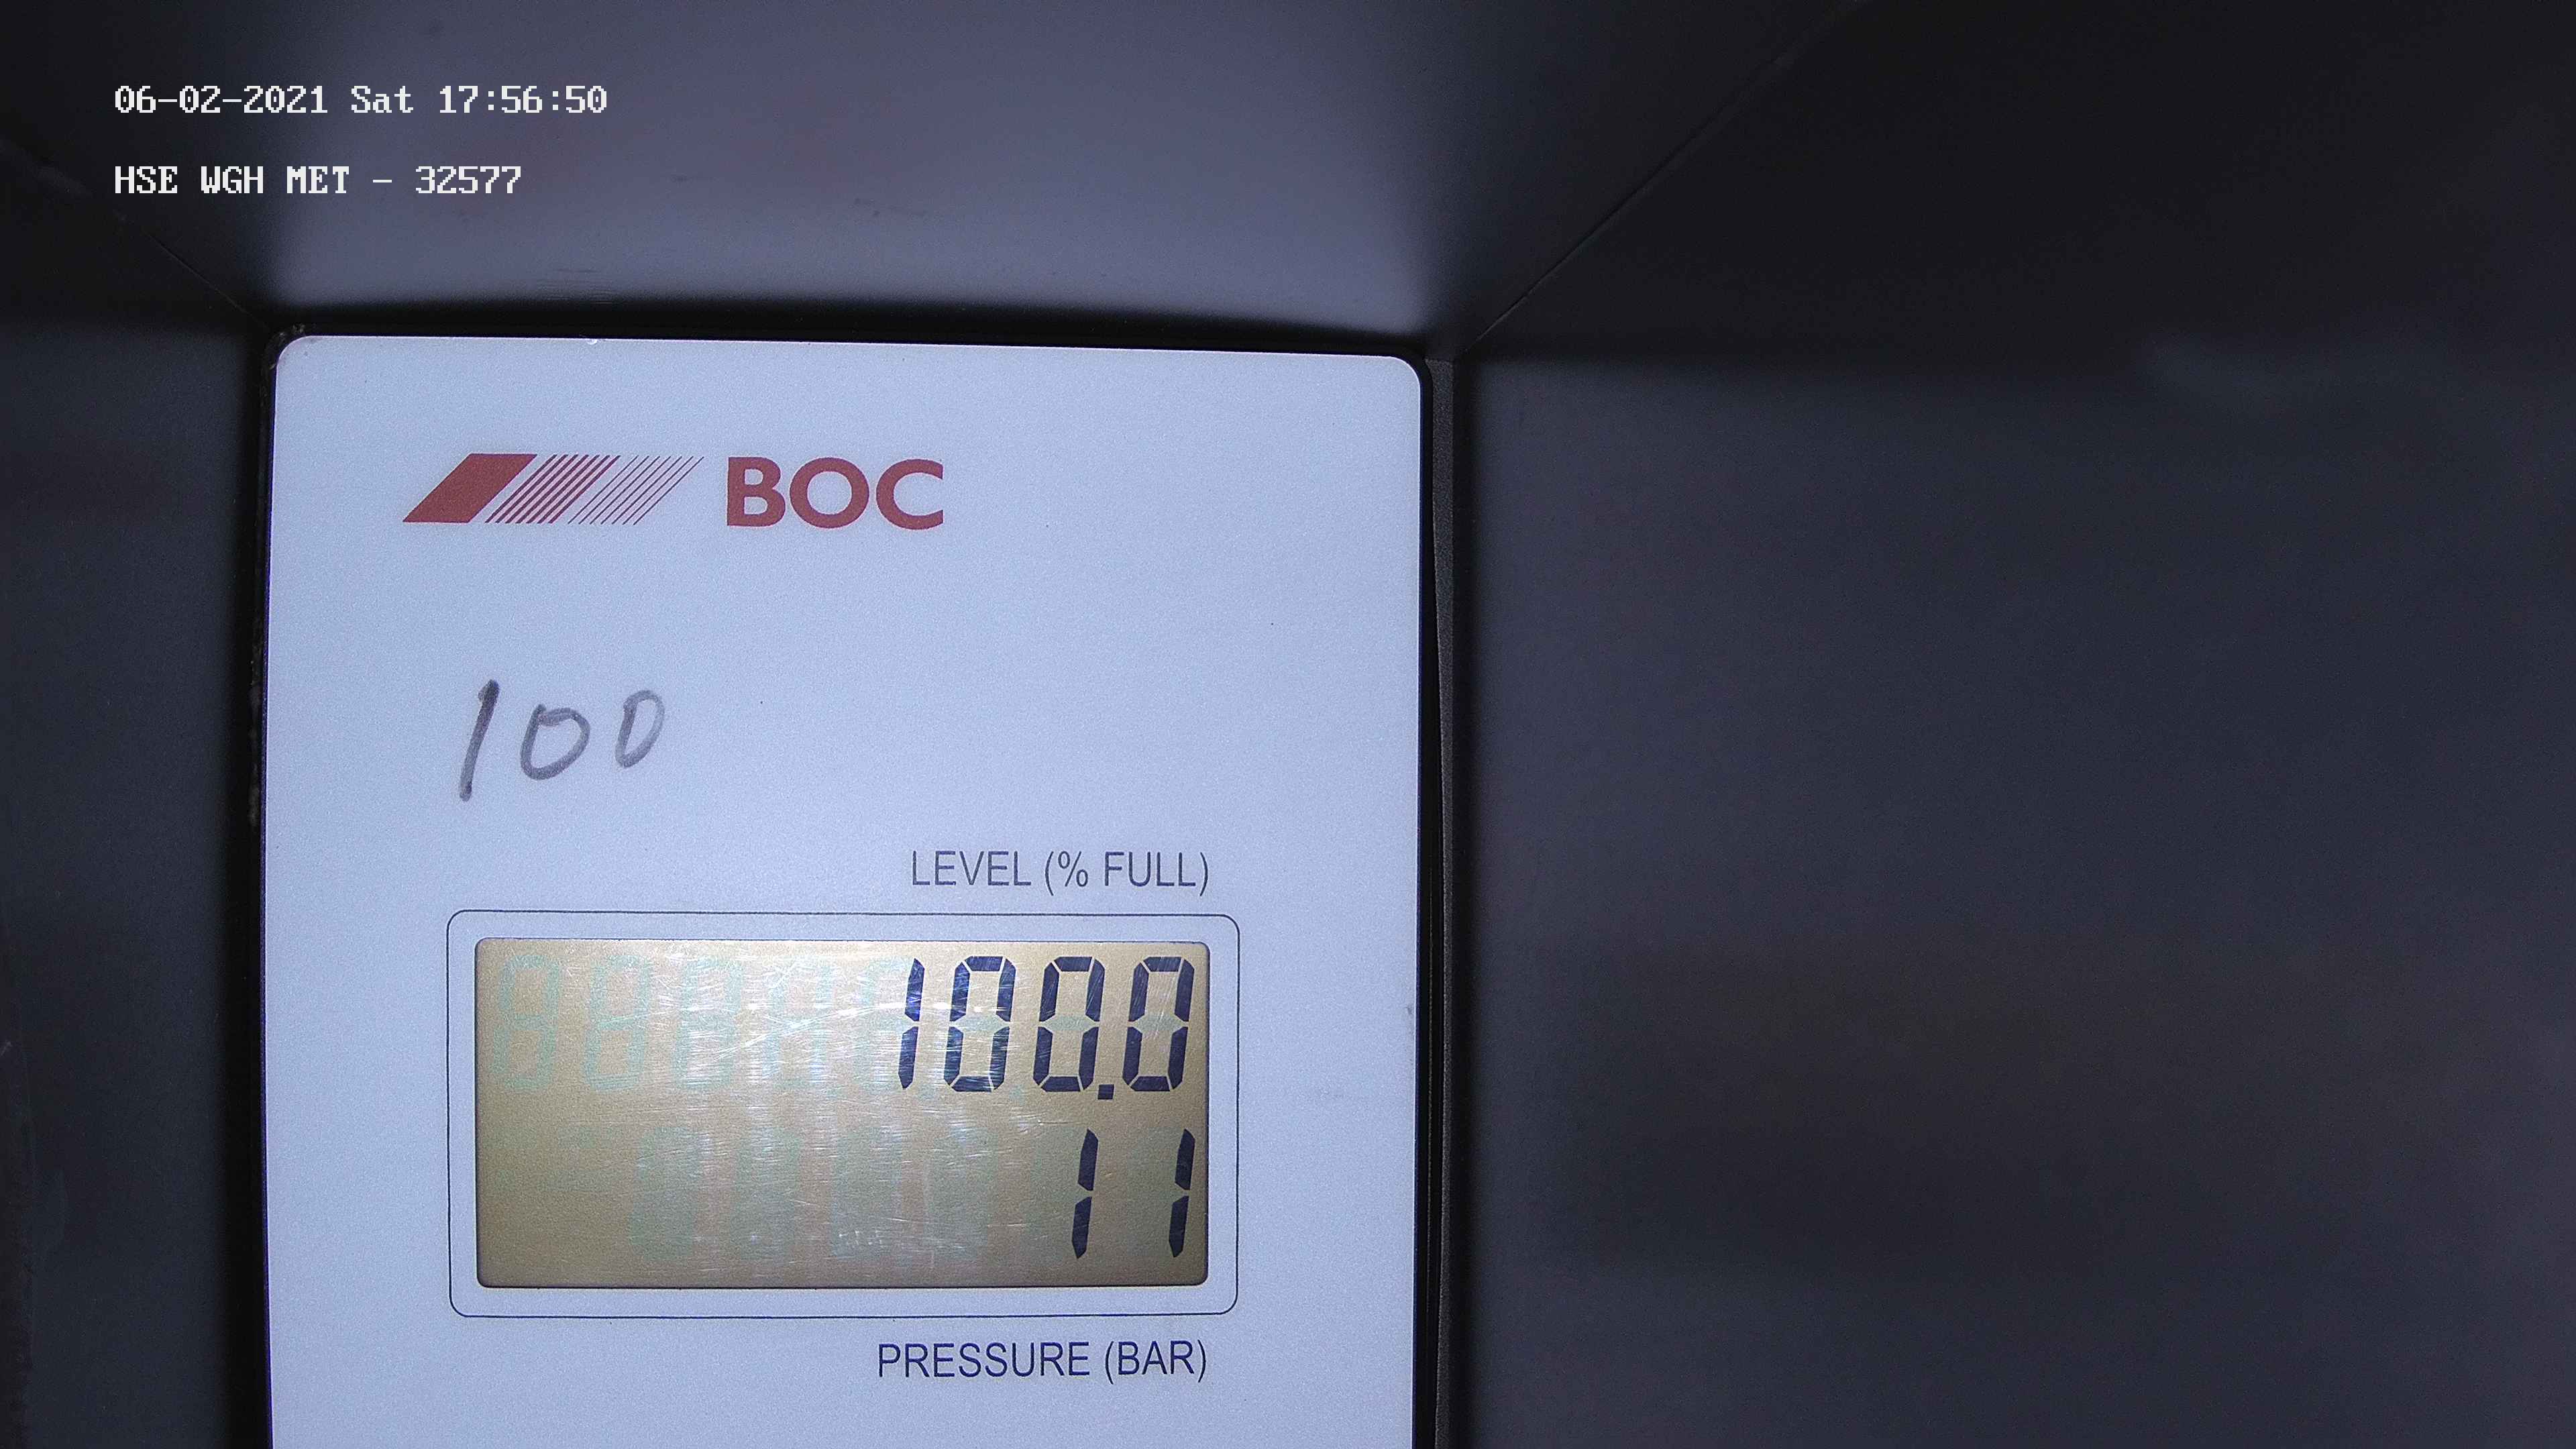 06-02-2021 Sat 17:56:50
HSE WGH MET - 32577
BOC
100
LEVEL (% FULL)
100.0
11
PRESSURE (BAR)